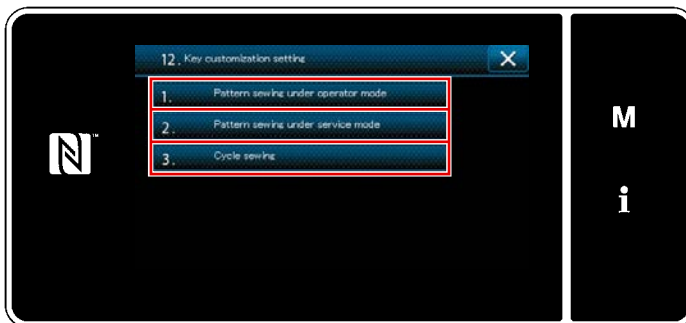 12. Key customization setting
1. Pattern sewing under operator mode
2. Pattern sewing under service mode
3. Cycle sewing
M
N™
i